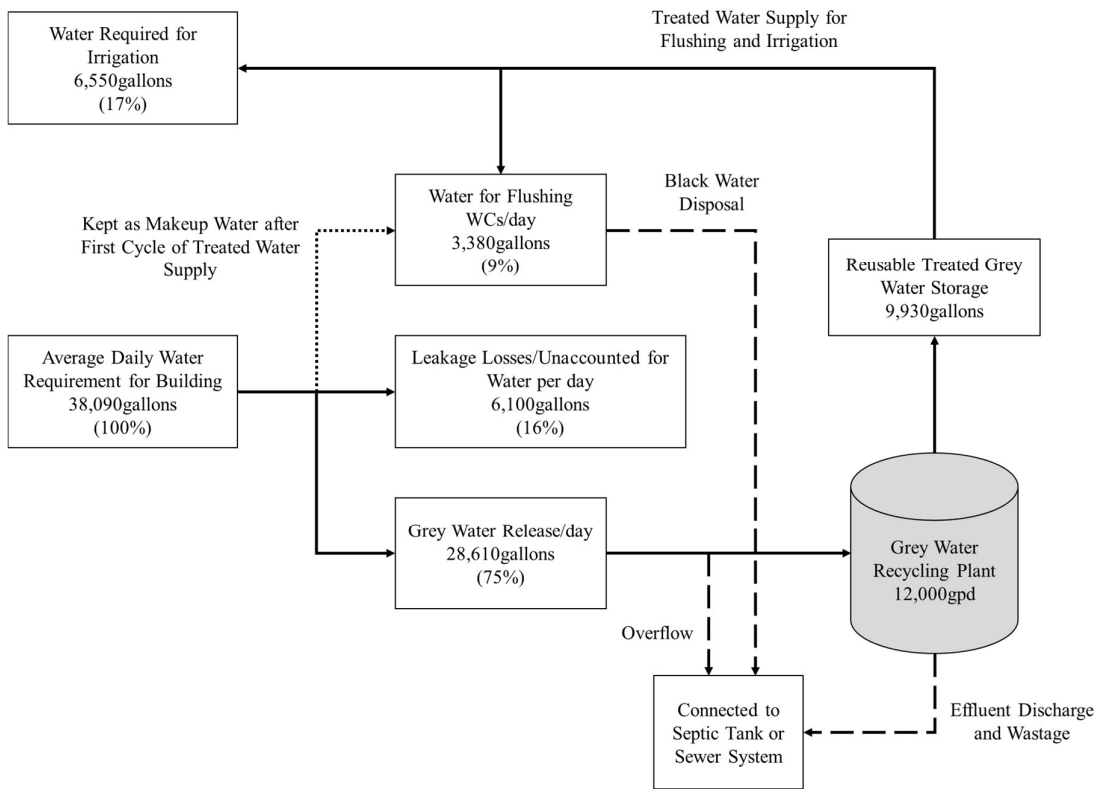 Treated Water Supply for
Flushing and Irrigation
Water Required for
Irrigation
6,550gallons
(17%)
Water for Flushing
WCs/day
3,380gallons
(9%)
Black Water
Disposal
Kept as Makeup Water after
First Cycle of Treated Water
Supply
Reusable Treated Grey
Water Storage
9,930gallons
Average Daily Water
Requirement for Building
38,090gallons
(100%)
Leakage Losses/Unaccounted for
Water per day
6,100gallons
(16%)
Grey Water Release/day
28,610gallons
(75%)
Grey Water
Recycling Plant
12,000gpd
Overflow
Connected to
Septic Tank or
Sewer System
Effluent Discharge
and Wastage